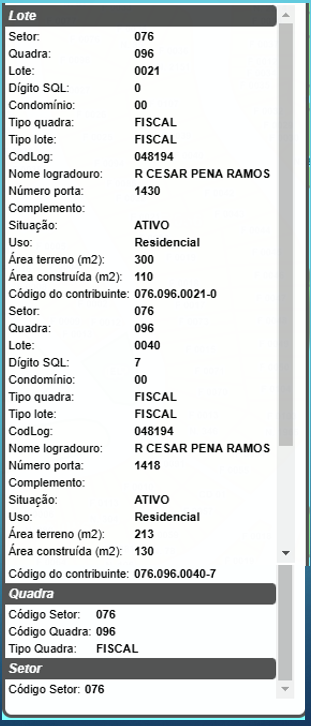 Lote
Setor: 076
Quadra: 096
Lote: 0021
Dígito SQL: 0
Condomínio: 00
Tipo quadra: FISCAL
Tipo lote: FISCAL
CodLog: 048194
Nome logradouro: R CESAR PENA RAMOS
Número porta: 1430
Complemento:
Situação: ATIVO
Uso: Residencial
Área terreno (m2): 300
Área construída (m2): 110
Código do contribuinte: 076.096.0021-0
Setor: 076
Quadra: 096
Lote: 0040
Dígito SQL: 7
Condomínio: 00
Tipo quadra: FISCAL
Tipo lote: FISCAL
CodLog: 048194
Nome logradouro: R CESAR PENA RAMOS
Número porta: 1418
Complemento:
Situação: ATIVO
Uso: Residencial
Área terreno (m2): 213
Área construída (m2): 130
Código do contribuinte: 076.096.0040-7
Quadra
Código Setor: 076
Código Quadra: 096
Tipo Quadra: FISCAL
Setor
Código Setor: 076